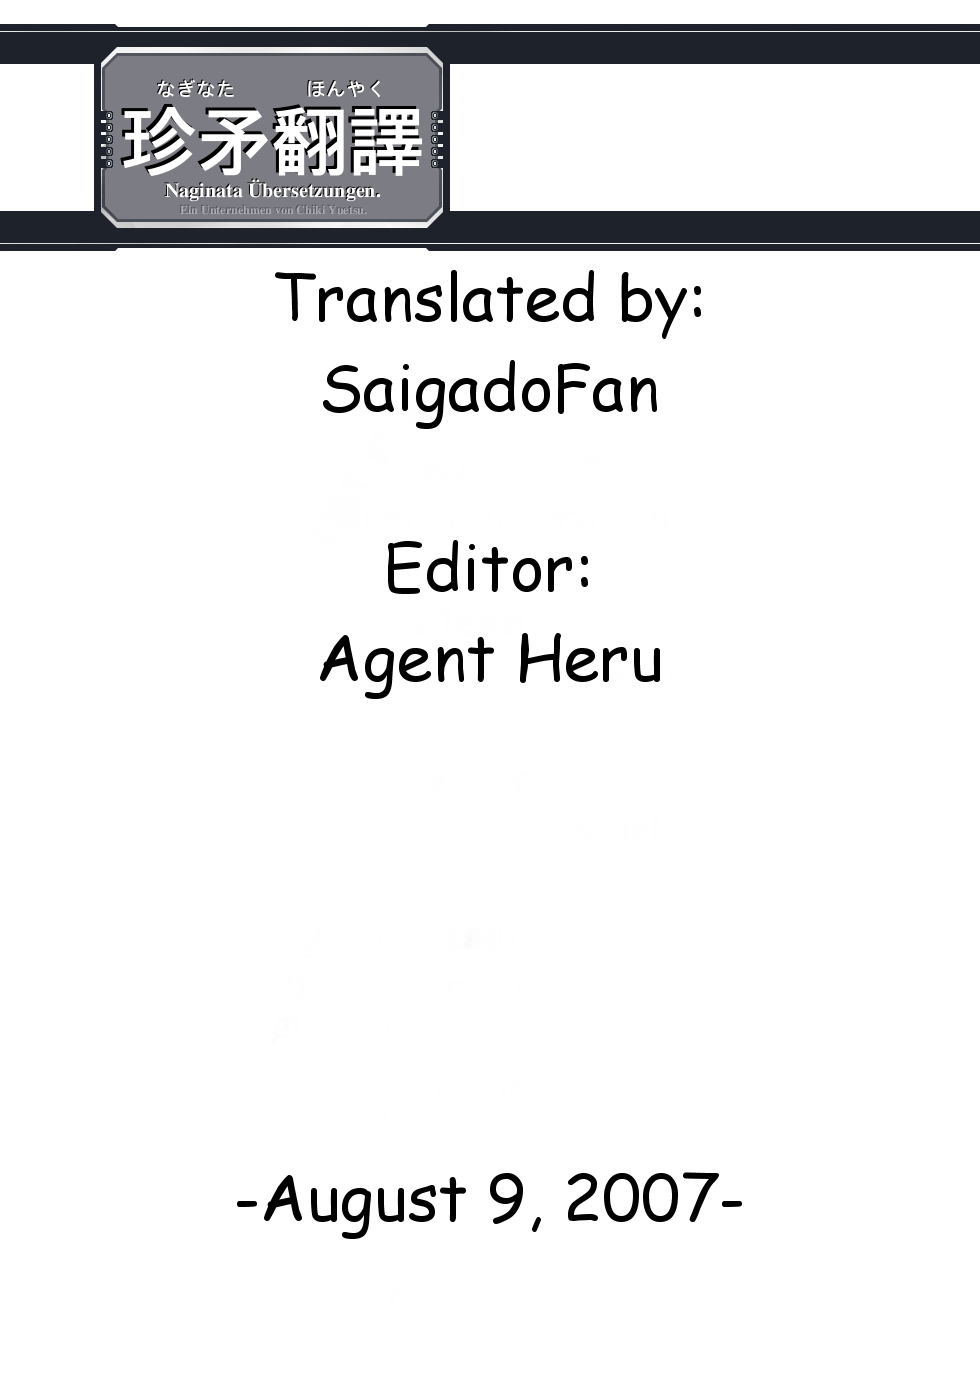 なぎなた ほんやく
珍矛翻譯
Naginata Übersetzungen.
Ein Unternehmen von Chiki Yuetsu.
Translated by:
SaigadoFan
Editor:
Agent Heru
-August 9, 2007-